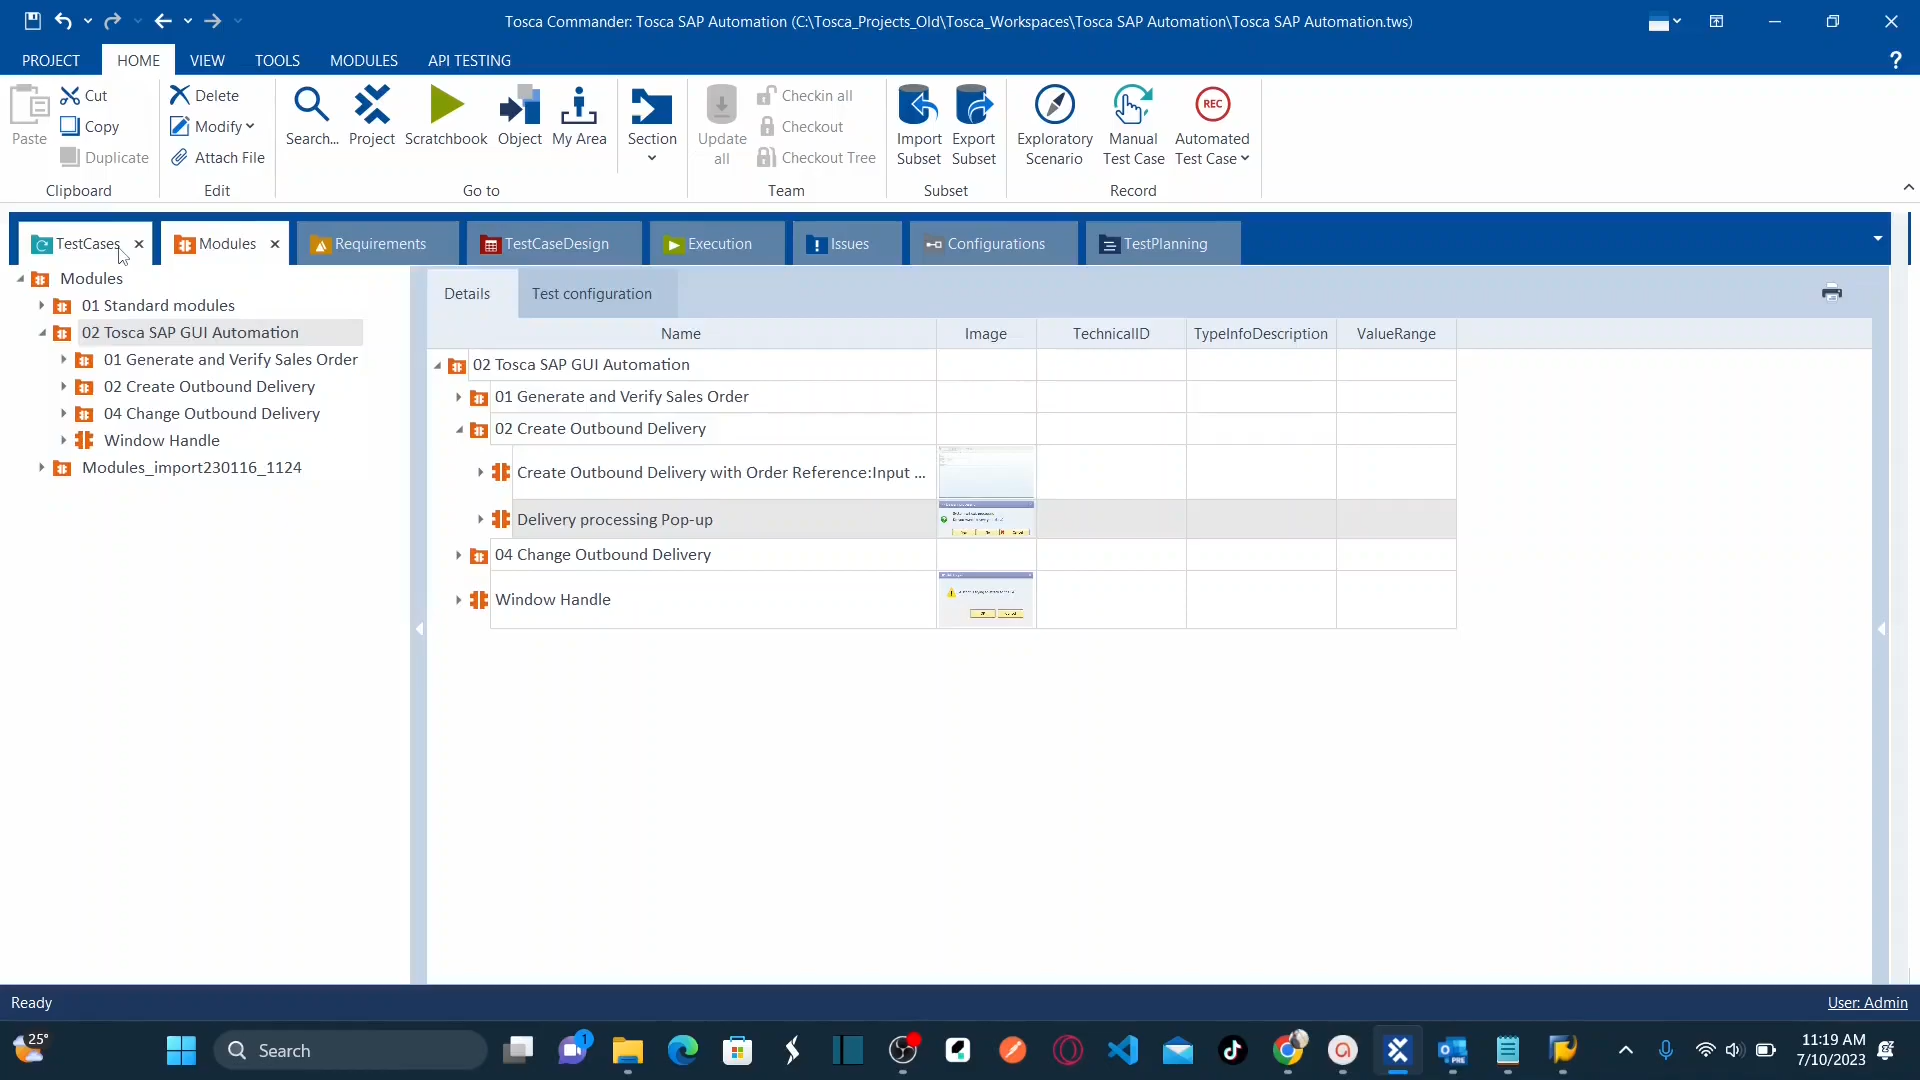 Tosca Commander: Tosca SAP Automation (C:\Tosca_Projects_Old\Tosca_Workspaces\Tosca SAP Automation\Tosca SAP Automation.tws)
PROJECT HOME VIEW TOOLS MODULES API TESTING ?
Paste
Cut
Copy
Duplicate
Clipboard
Delete
Modify
Attach File
Edit
Search... Project Scratchbook Object My Area
Go to
Section
Update all
Checkin all
Checkout
Checkout Tree
Team
Import Subset
Export Subset
Subset
Exploratory Scenario
Manual Test Case
REC
Automated Test Case
Record
TestCases Modules Requirements TestCaseDesign Execution Issues Configurations TestPlanning
Modules
01 Standard modules
02 Tosca SAP GUI Automation
01 Generate and Verify Sales Order
02 Create Outbound Delivery
04 Change Outbound Delivery
Window Handle
Modules_import230116_1124
Details Test configuration
Name Image TechnicalID TypeInfoDescription ValueRange
02 Tosca SAP GUI Automation
01 Generate and Verify Sales Order
02 Create Outbound Delivery
Create Outbound Delivery with Order Reference:Input ...
Delivery processing Pop-up
04 Change Outbound Delivery
Window Handle
Ready User: Admin
25°
Search
1
PRE
11:19 AM
7/10/2023